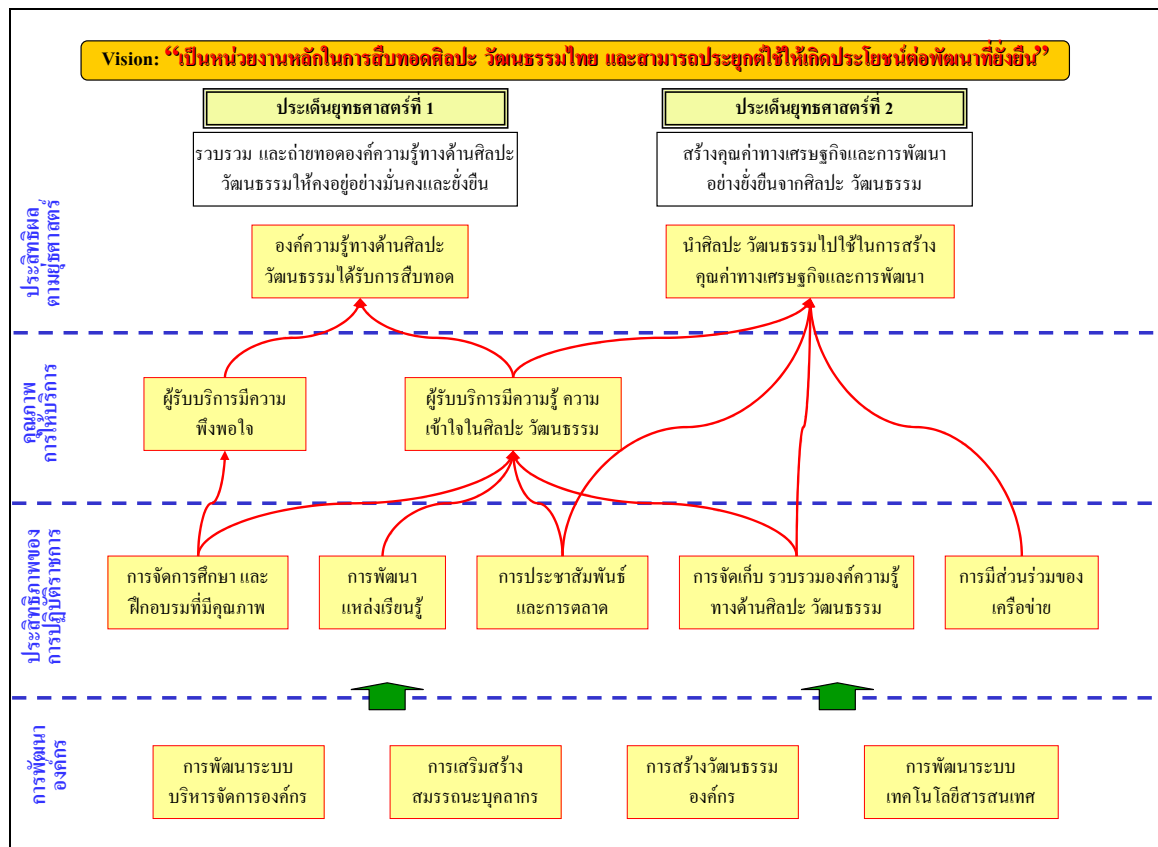 Vision: “เป็นหน่วยงานหลักในการสืบทอดศิลปะ วัฒนธรรมไทย และสามารถประยุกต์ใช้ให้เกิดประโยชน์ต่อพัฒนาที่ยั่งยืน”
ประเด็นยุทธศาสตร์ที่ 1
ประเด็นยุทธศาสตร์ที่ 2
รวบรวม และถ่ายทอดองค์ความรู้ทางด้านศิลปะ
วัฒนธรรมให้คงอยู่อย่างมั่นคงและยั่งยืน
สร้างคุณค่าทางเศรษฐกิจและการพัฒนา
อย่างยั่งยืนจากศิลปะ วัฒนธรรม
ประสิทธิผล
ตามยุธศาสตร์
องค์ความรู้ทางด้านศิลปะ
วัฒนธรรมได้รับการสืบทอด
นำศิลปะ วัฒนธรรมไปใช้ในการสร้าง
คุณค่าทางเศรษฐกิจและการพัฒนา
คุณภาพ
การให้บริการ
ผู้รับบริการมีความ
พึงพอใจ
ผู้รับบริการมีความรู้ ความ
เข้าใจในศิลปะ วัฒนธรรม
ประสิทธิภาพของ
การปฏิบัติราชการ
การจัดการศึกษา และ
ฝึกอบรมที่มีคุณภาพ
การพัฒนา
แหล่งเรียนรู้
การประชาสัมพันธ์
และการตลาด
การจัดเก็บ รวบรวมองค์ความรู้
ทางด้านศิลปะ วัฒนธรรม
การมีส่วนร่วมของ
เครือข่าย
การพัฒนา
องค์กร
การพัฒนาระบบ
บริหารจัดการองค์กร
การเสริมสร้าง
สมรรถนะบุคลากร
การสร้างวัฒนธรรม
องค์กร
การพัฒนาระบบ
เทคโนโลยีสารสนเทศ